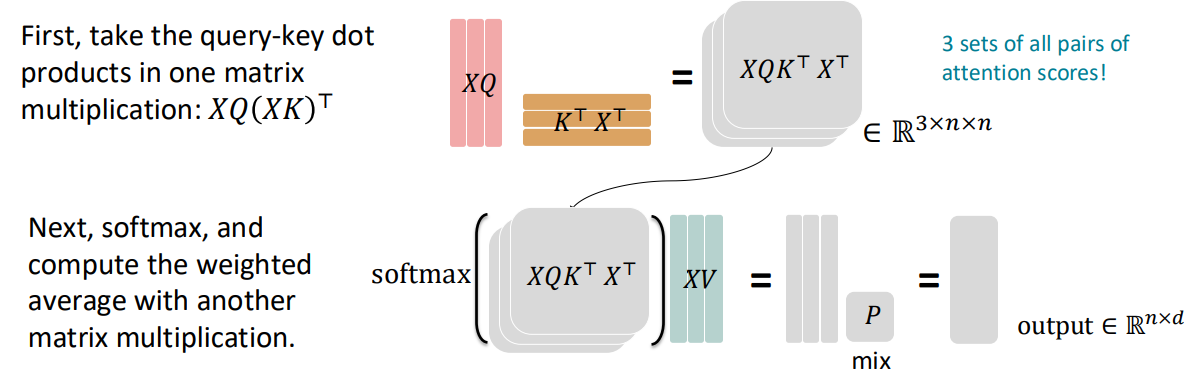 First, take the query-key dot
products in one matrix
multiplication: XQ(XK)⊤
XQ
K⊤ X⊤
=
XQK⊤ X⊤
∈ ℝ3×n×n
3 sets of all pairs of
attention scores!
Next, softmax, and
compute the weighted
average with another
matrix multiplication.
softmax
XQK⊤ X⊤
XV
=
P
mix
=
output ∈ ℝn×d